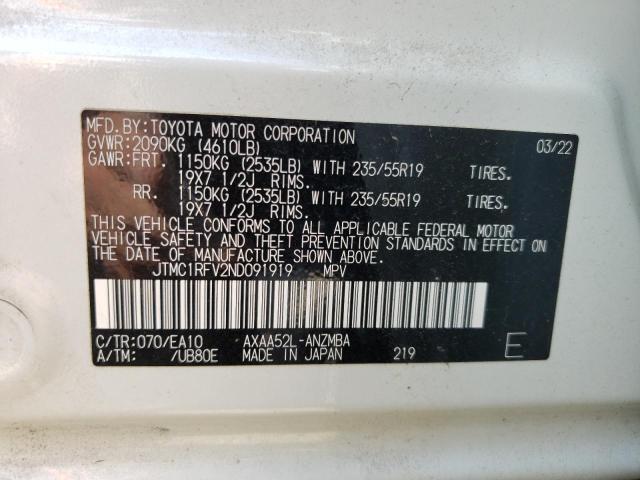 MFD.BY:TOYOTA MOTOR CORPORATION 03/22
GVWR:2090KG (4610LB)
GAWR:FRT. 1150KG (2535LB) WITH 235/55R19 TIRES.
19X7 1/2J RIMS.
RR. 1150KG (2535LB) WITH 235/55R19 TIRES.
19X7 1/2J RIMS.
THIS VEHICLE CONFORMS TO ALL APPLICABLE FEDERAL MOTOR
VEHICLE SAFETY AND THEFT PREVENTION STANDARDS IN EFFECT ON
THE DATE OF MANUFACTURE SHOWN ABOVE.
JTMC1RFV2ND091919 MPV
C/TR:070/EA10 AXAA52L-ANZMBA
A/TM: /UB80E MADE IN JAPAN 219 E